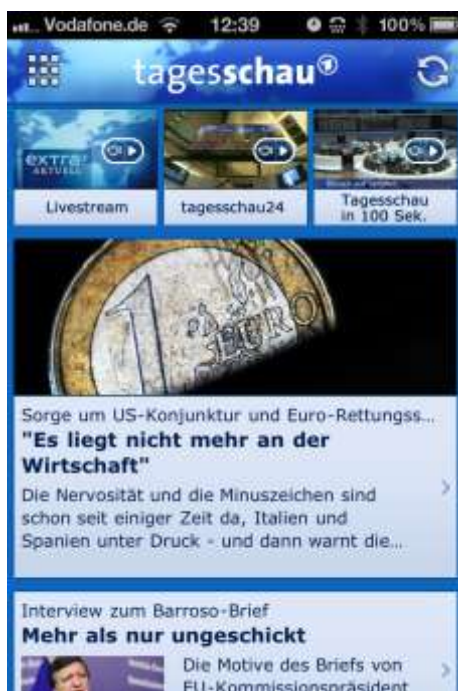 Vodafone.de 12:39 100%
tagesschau®
extra
AKTUELL
Livestream
tagesschau24
Tagesschau
in 100 Sek.
1
EURO
Sorge um US-Konjunktur und Euro-Rettungss...
"Es liegt nicht mehr an der
Wirtschaft"
Die Nervosität und die Minuszeichen sind
schon seit einiger Zeit da, Italien und
Spanien unter Druck - und dann warnt die...
Interview zum Barroso-Brief
Mehr als nur ungeschickt
Die Motive des Briefs von
EU-Kommissionspräsident